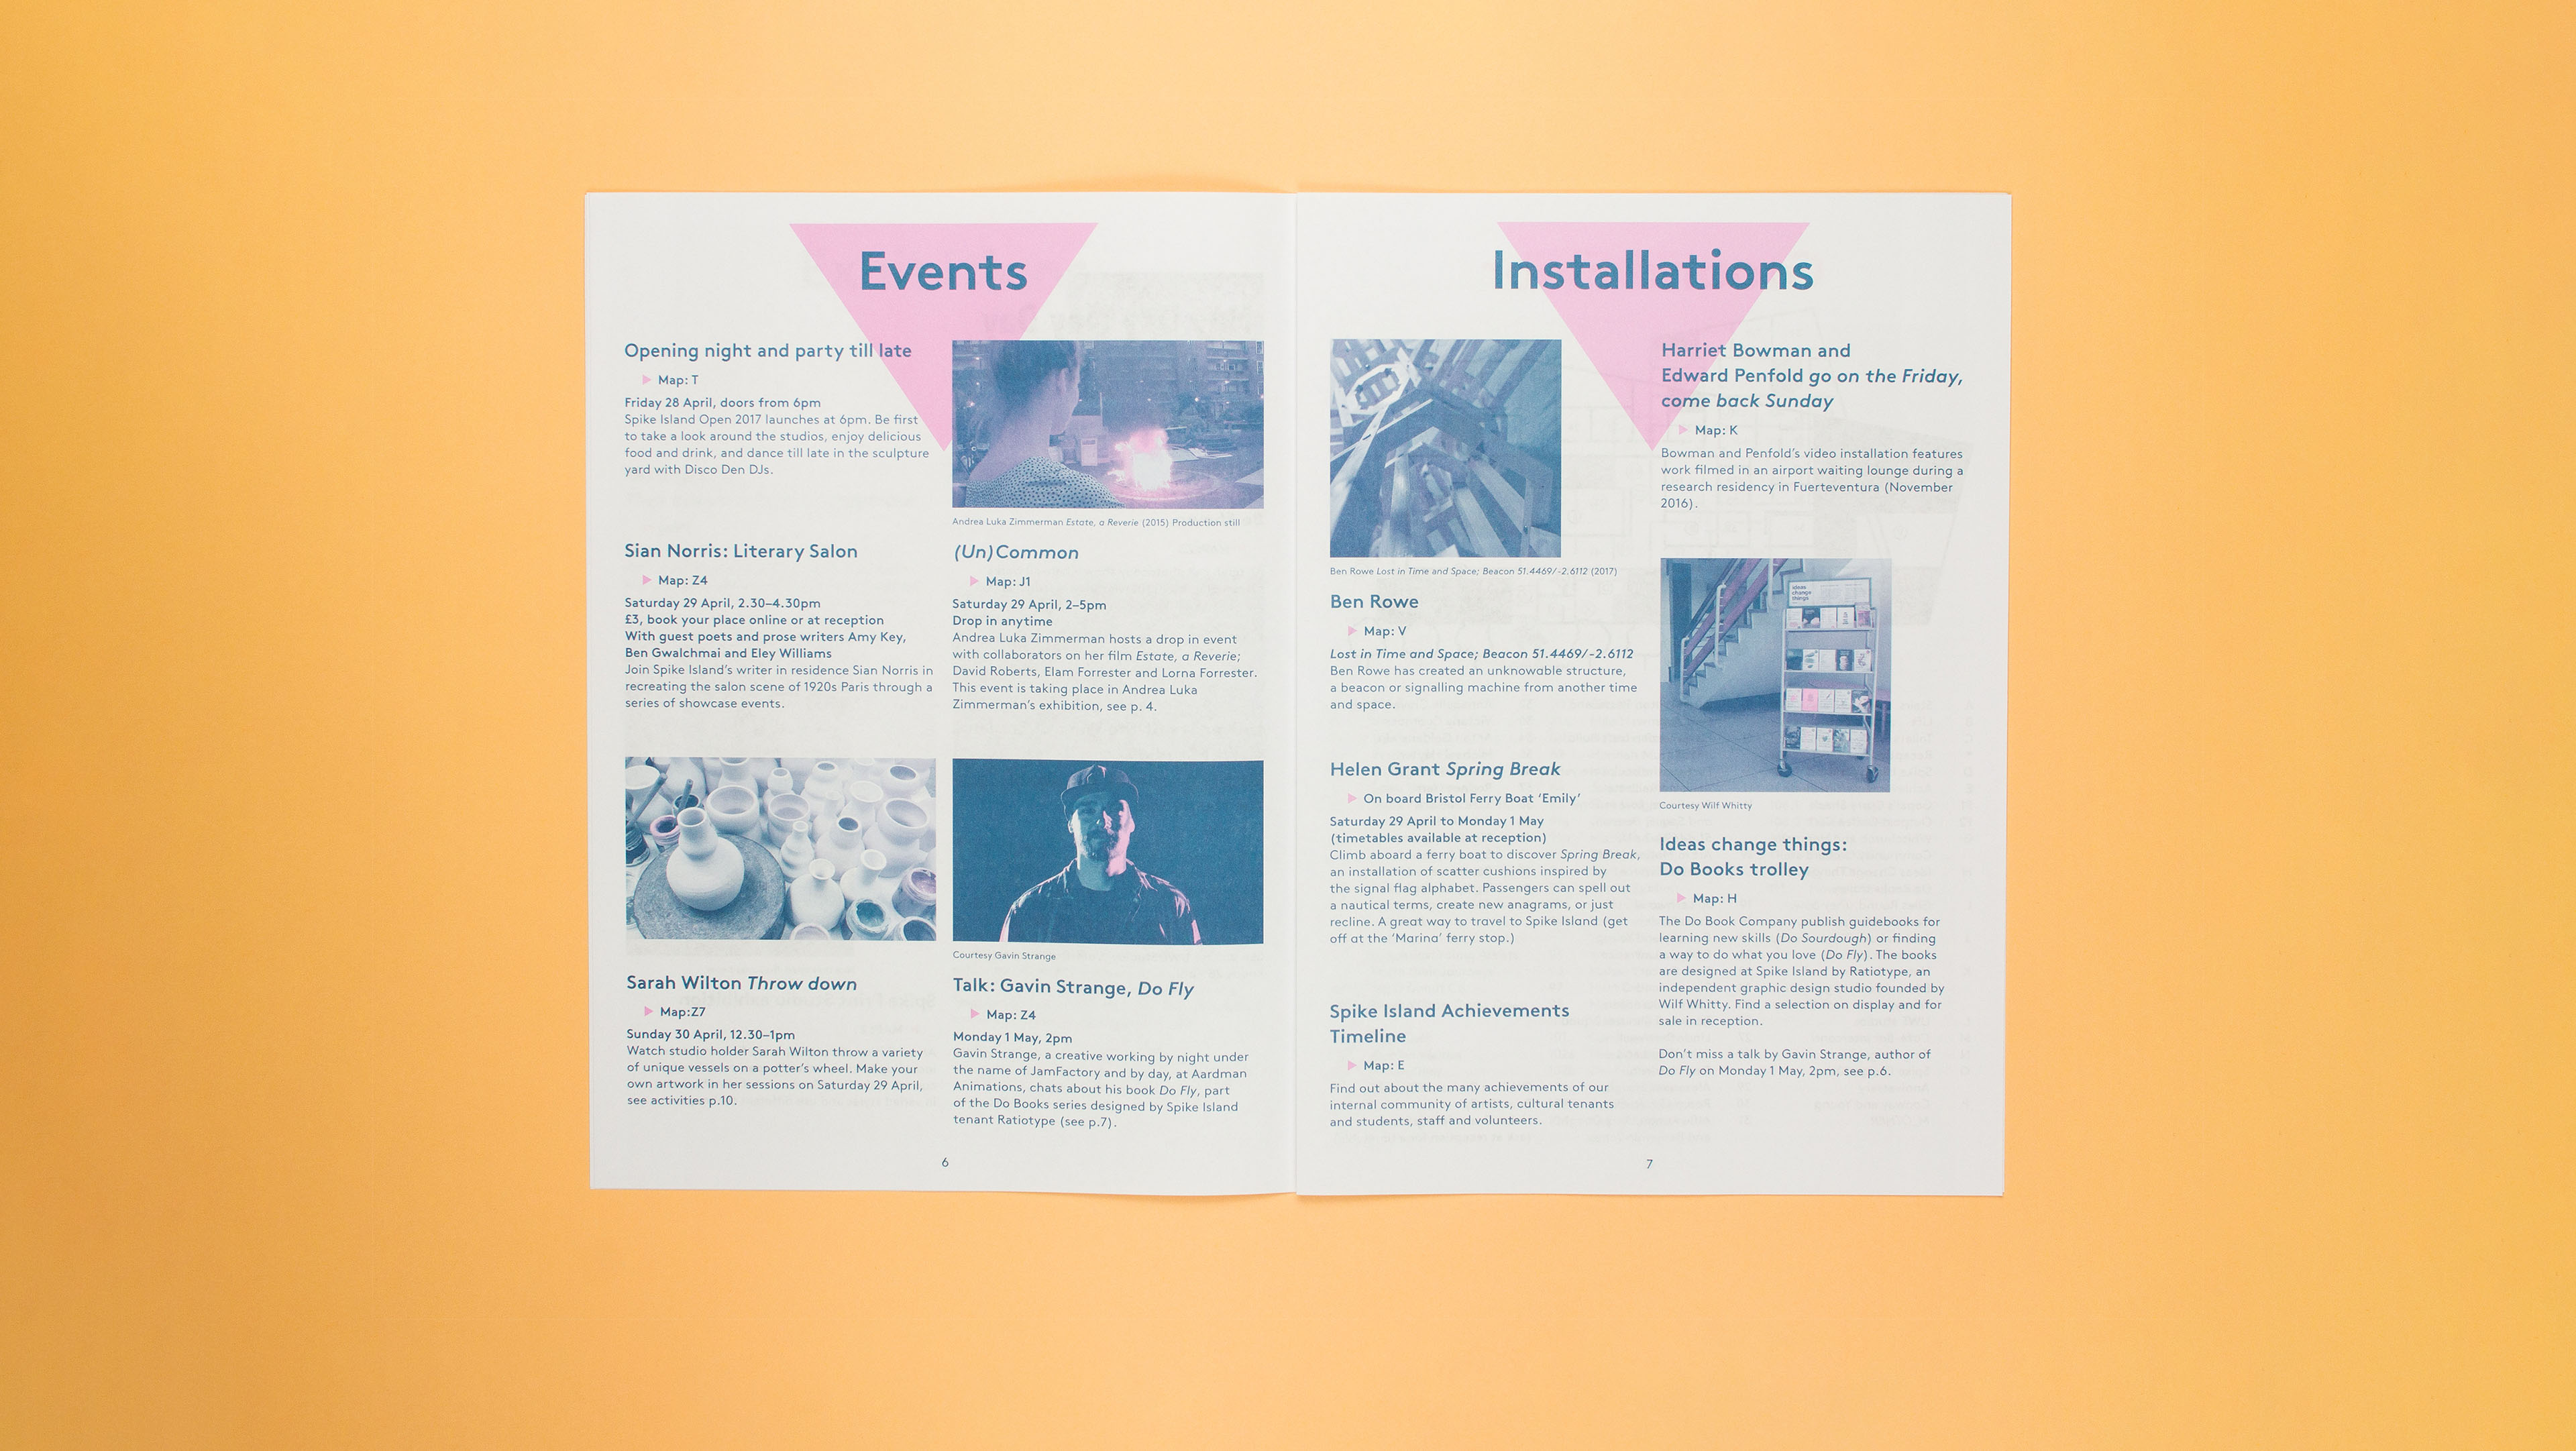 Events
Opening night and party till late
Map: T
Friday 28 April, doors from 6pm
Spike Island Open 2017 launches at 6pm. Be first
to take a look around the studios, enjoy delicious
food and drink, and dance till late in the sculpture
yard with Disco Den DJs.
Sian Norris: Literary Salon
Map: Z4
Saturday 29 April, 2.30–4.30pm
£3, book your place online or at reception
With guest poets and prose writers Amy Key,
Ben Gwalchmai and Eley Williams
Join Spike Island's writer in residence Sian Norris in
recreating the salon scene of 1920s Paris through a
series of showcase events.
Sarah Wilton Throw down
Map:Z7
Sunday 30 April, 12.30–1pm
Watch studio holder Sarah Wilton throw a variety
of unique vessels on a potter's wheel. Make your
own artwork in her sessions on Saturday 29 April,
see activities p.10.
Andrea Luka Zimmerman Estate, a Reverie (2015) Production still
(Un)Common
Map: J1
Saturday 29 April, 2–5pm
Drop in anytime
Andrea Luka Zimmerman hosts a drop in event
with collaborators on her film Estate, a Reverie;
David Roberts, Elam Forrester and Lorna Forrester.
This event is taking place in Andrea Luka
Zimmerman's exhibition, see p. 4.
Courtesy Gavin Strange
Talk: Gavin Strange, Do Fly
Map: Z4
Monday 1 May, 2pm
Gavin Strange, a creative working by night under
the name of JamFactory and by day, at Aardman
Animations, chats about his book Do Fly, part
of the Do Books series designed by Spike Island
tenant Ratiotype (see p.7).
6
Installations
Ben Rowe Lost in Time and Space; Beacon 51.4469/-2.6112 (2017)
Ben Rowe
Map: V
Lost in Time and Space; Beacon 51.4469/-2.6112
Ben Rowe has created an unknowable structure,
a beacon or signalling machine from another time
and space.
Helen Grant Spring Break
On board Bristol Ferry Boat 'Emily'
Saturday 29 April to Monday 1 May
(timetables available at reception)
Climb aboard a ferry boat to discover Spring Break,
an installation of scatter cushions inspired by
the signal flag alphabet. Passengers can spell out
a nautical terms, create new anagrams, or just
recline. A great way to travel to Spike Island (get
off at the 'Marina' ferry stop.)
Spike Island Achievements
Timeline
Map: E
Find out about the many achievements of our
internal community of artists, cultural tenants
and students, staff and volunteers.
Harriet Bowman and
Edward Penfold go on the Friday,
come back Sunday
Map: K
Bowman and Penfold's video installation features
work filmed in an airport waiting lounge during a
research residency in Fuerteventura (November
2016).
ideas
change
things
Courtesy Wilf Whitty
Ideas change things:
Do Books trolley
Map: H
The Do Book Company publish guidebooks for
learning new skills (Do Sourdough) or finding
a way to do what you love (Do Fly). The books
are designed at Spike Island by Ratiotype, an
independent graphic design studio founded by
Wilf Whitty. Find a selection on display and for
sale in reception.
Don't miss a talk by Gavin Strange, author of
Do Fly on Monday 1 May, 2pm, see p.6.
7